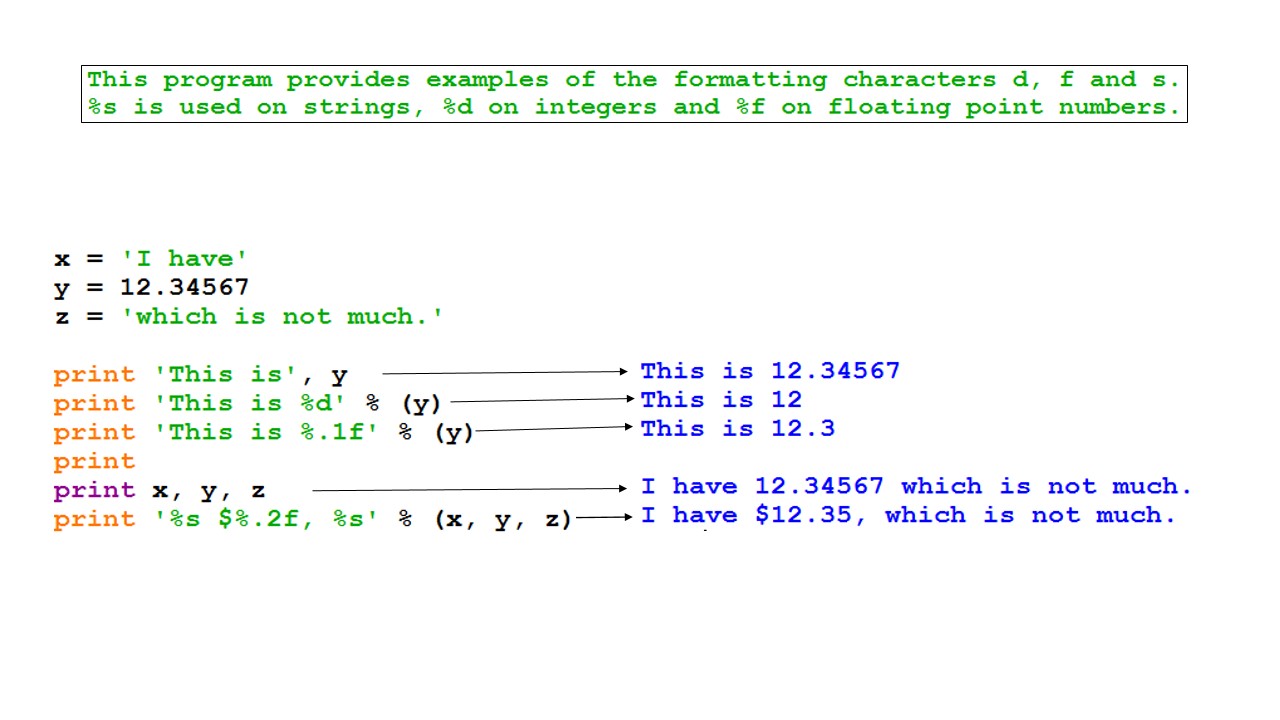 This program provides examples of the formatting characters d, f and s.
%s is used on strings, %d on integers and %f on floating point numbers.
x = 'I have'
y = 12.34567
z = 'which is not much.'
print 'This is', y
This is 12.34567
print 'This is %d' % (y)
This is 12
print 'This is %.1f' % (y)
This is 12.3
print
print x, y, z
I have 12.34567 which is not much.
print '%s $%.2f, %s' % (x, y, z)
I have $12.35, which is not much.